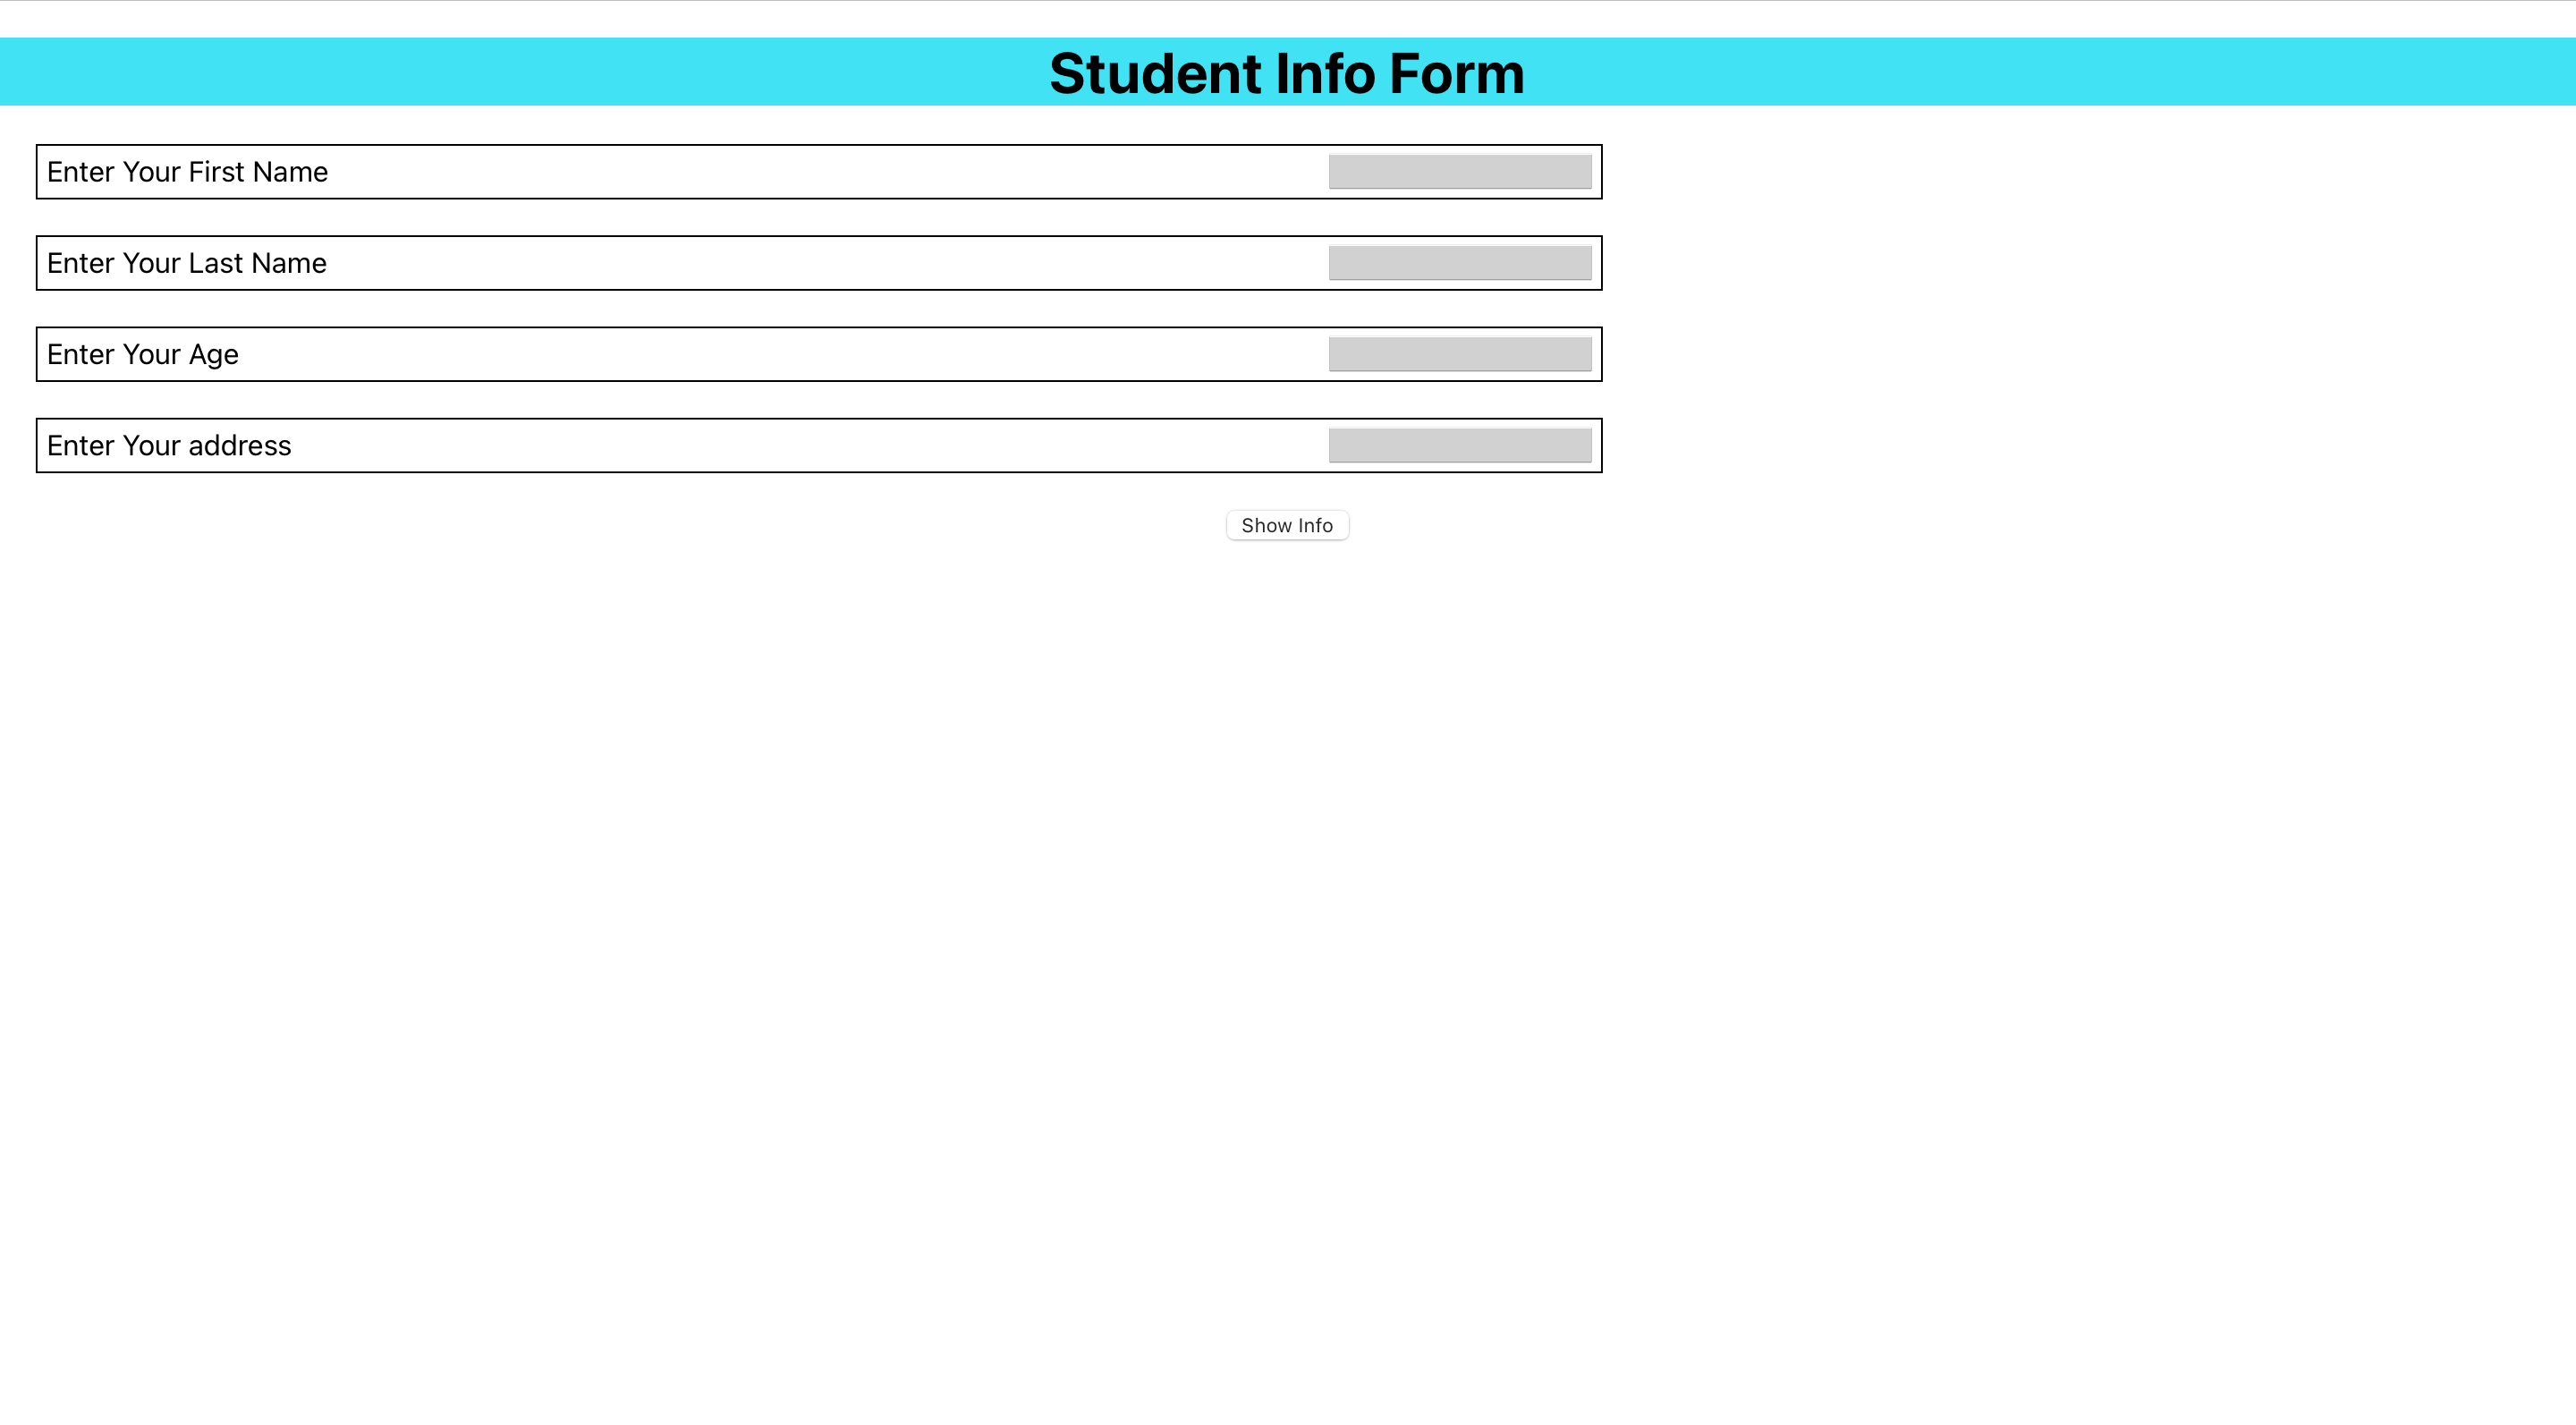 Student Info Form
Enter Your First Name
Enter Your Last Name
Enter Your Age
Enter Your address
Show Info